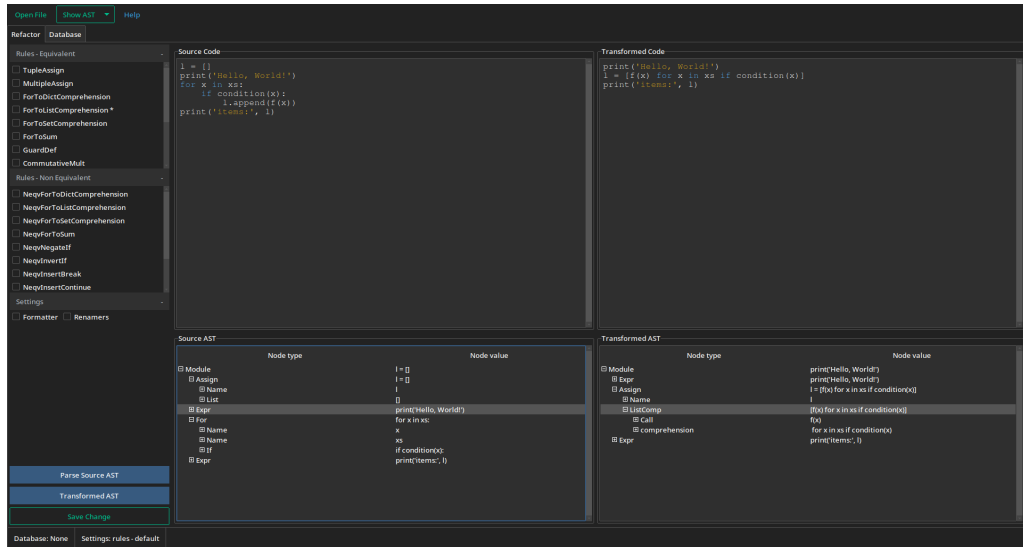 Open File Show AST Help
Refactor Database
Rules - Equivalent -
TupleAssign
MultipleAssign
ForToDictComprehension
ForToListComprehension *
ForToSetComprehension
ForToSum
GuardDef
CommutativeMult
Rules - Non Equivalent -
NeqvForToDictComprehension
NeqvForToListComprehension
NeqvForToSetComprehension
NeqvForToSum
NeqvNegateIf
NeqvInvertIf
NeqvInsertBreak
NeqvInsertContinue
Settings -
Formatter Renamers
Parse Source AST
Transformed AST
Save Change
Source Code
l = []
print('Hello, World!')
for x in xs:
    if condition(x):
        l.append(f(x))
print('items:', l)
Transformed Code
print('Hello, World!')
l = [f(x) for x in xs if condition(x)]
print('items:', l)
Source AST
Node type Node value
Module l = []
Assign l = []
Name l
List []
Expr print('Hello, World!')
For for x in xs:
Name x
Name xs
If if condition(x):
Expr print('items:', l)
Transformed AST
Node type Node value
Module print('Hello, World!')
Expr print('Hello, World!')
Assign l = [f(x) for x in xs if condition(x)]
Name l
ListComp [f(x) for x in xs if condition(x)]
Call f(x)
comprehension for x in xs if condition(x)
Expr print('items:', l)
Database: None Settings: rules - default